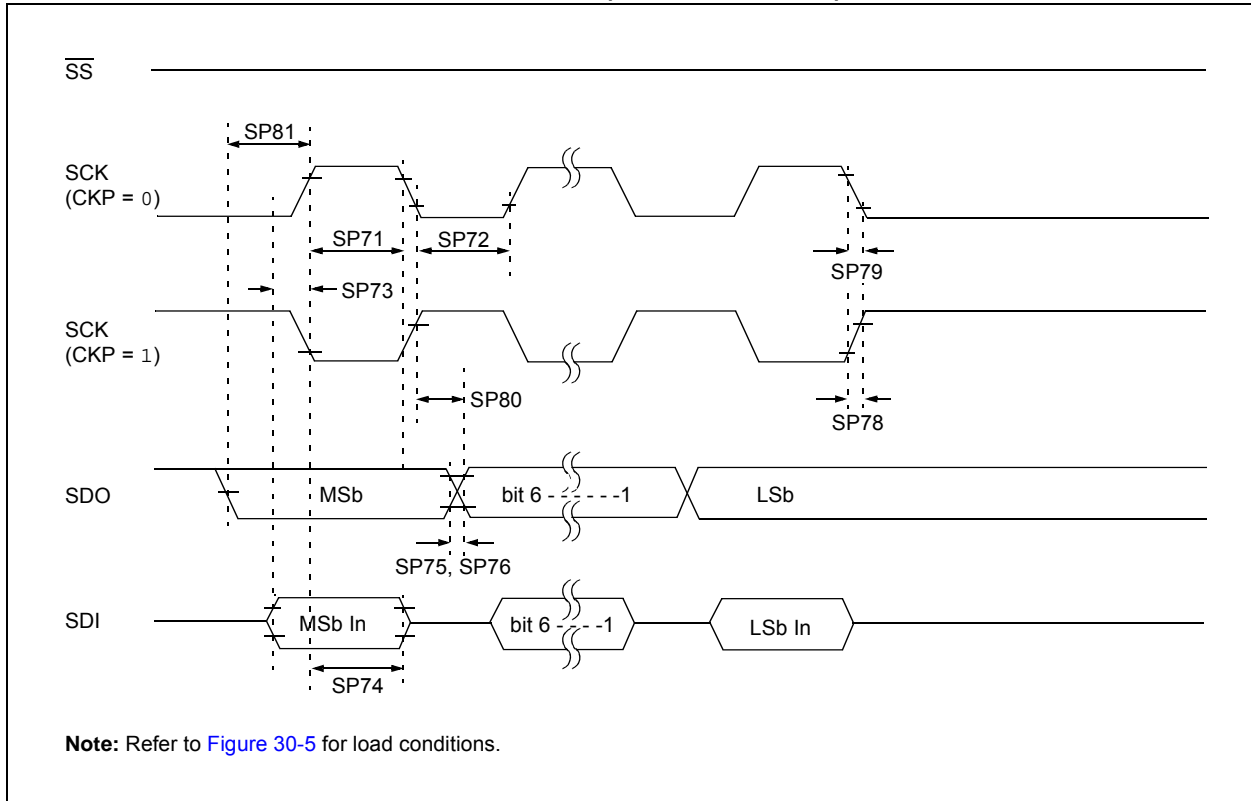 SS
SP81
SCK
(CKP = 0)
SP71
SP72
SP79
SP73
SCK
(CKP = 1)
SP80
SP78
SDO
MSb
bit 6 - - - - - -1
LSb
SP75, SP76
SDI
MSb In
bit 6 - - - -1
LSb In
SP74
Note: Refer to Figure 30-5 for load conditions.